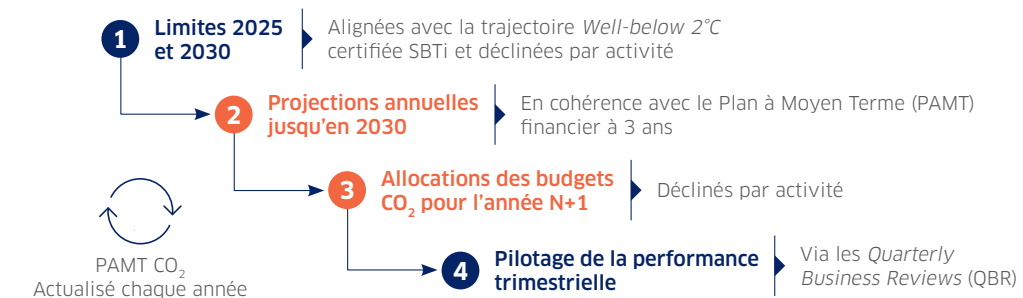 1
Limites 2025
et 2030
Alignées avec la trajectoire Well-below 2°C
certifiée SBTi et déclinées par activité
2
Projections annuelles
jusqu'en 2030
En cohérence avec le Plan à Moyen Terme (PAMT)
financier à 3 ans
3
Allocations des budgets
CO₂ pour l'année N+1
Déclinés par activité
4
Pilotage de la performance
trimestrielle
Via les Quarterly
Business Reviews (QBR)
PAMT CO₂
Actualisé chaque année